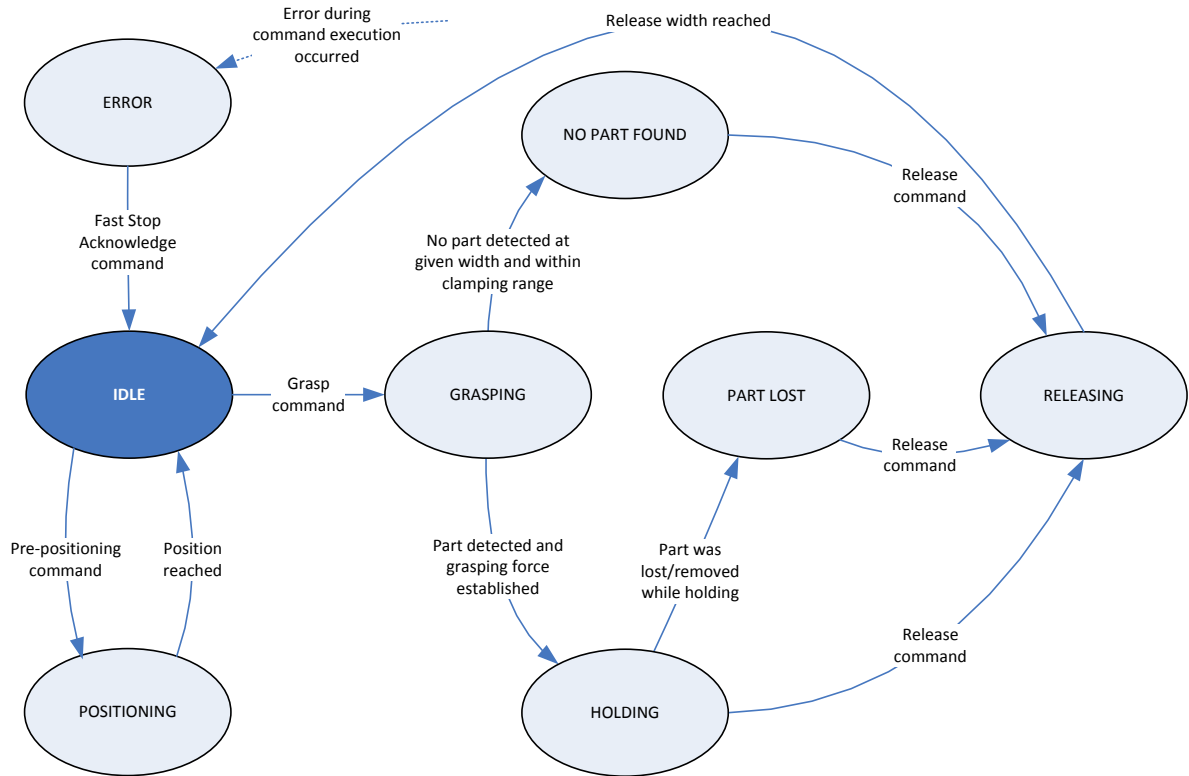 Error during
command execution
occurred
Release width reached
ERROR
NO PART FOUND
Release
command
Fast Stop
Acknowledge
command
No part detected at
given width and within
clamping range
IDLE
Grasp
command
GRASPING
PART LOST
RELEASING
Release
command
Pre-positioning
command
Position
reached
Part detected and
grasping force
established
Part was
lost/removed
while holding
Release
command
POSITIONING
HOLDING